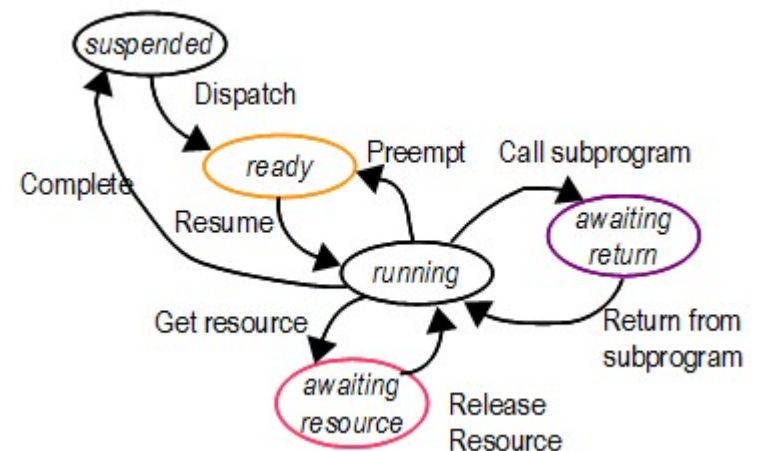 suspended
Dispatch
ready
Preempt
Call subprogram
Complete
Resume
awaiting
return
running
Get resource
Return from
subprogram
awaiting
resource
Release
Resource